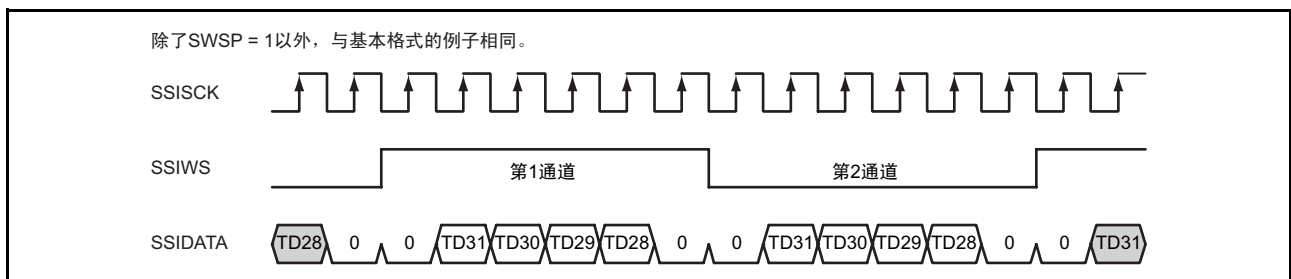 除了SWSP = 1以外，与基本格式的例子相同。
SSISCK
SSIWS 第1通道 第2通道
SSIDATA TD28 0 0 TD31 TD30 TD29 TD28 0 0 TD31 TD30 TD29 TD28 0 0 TD31